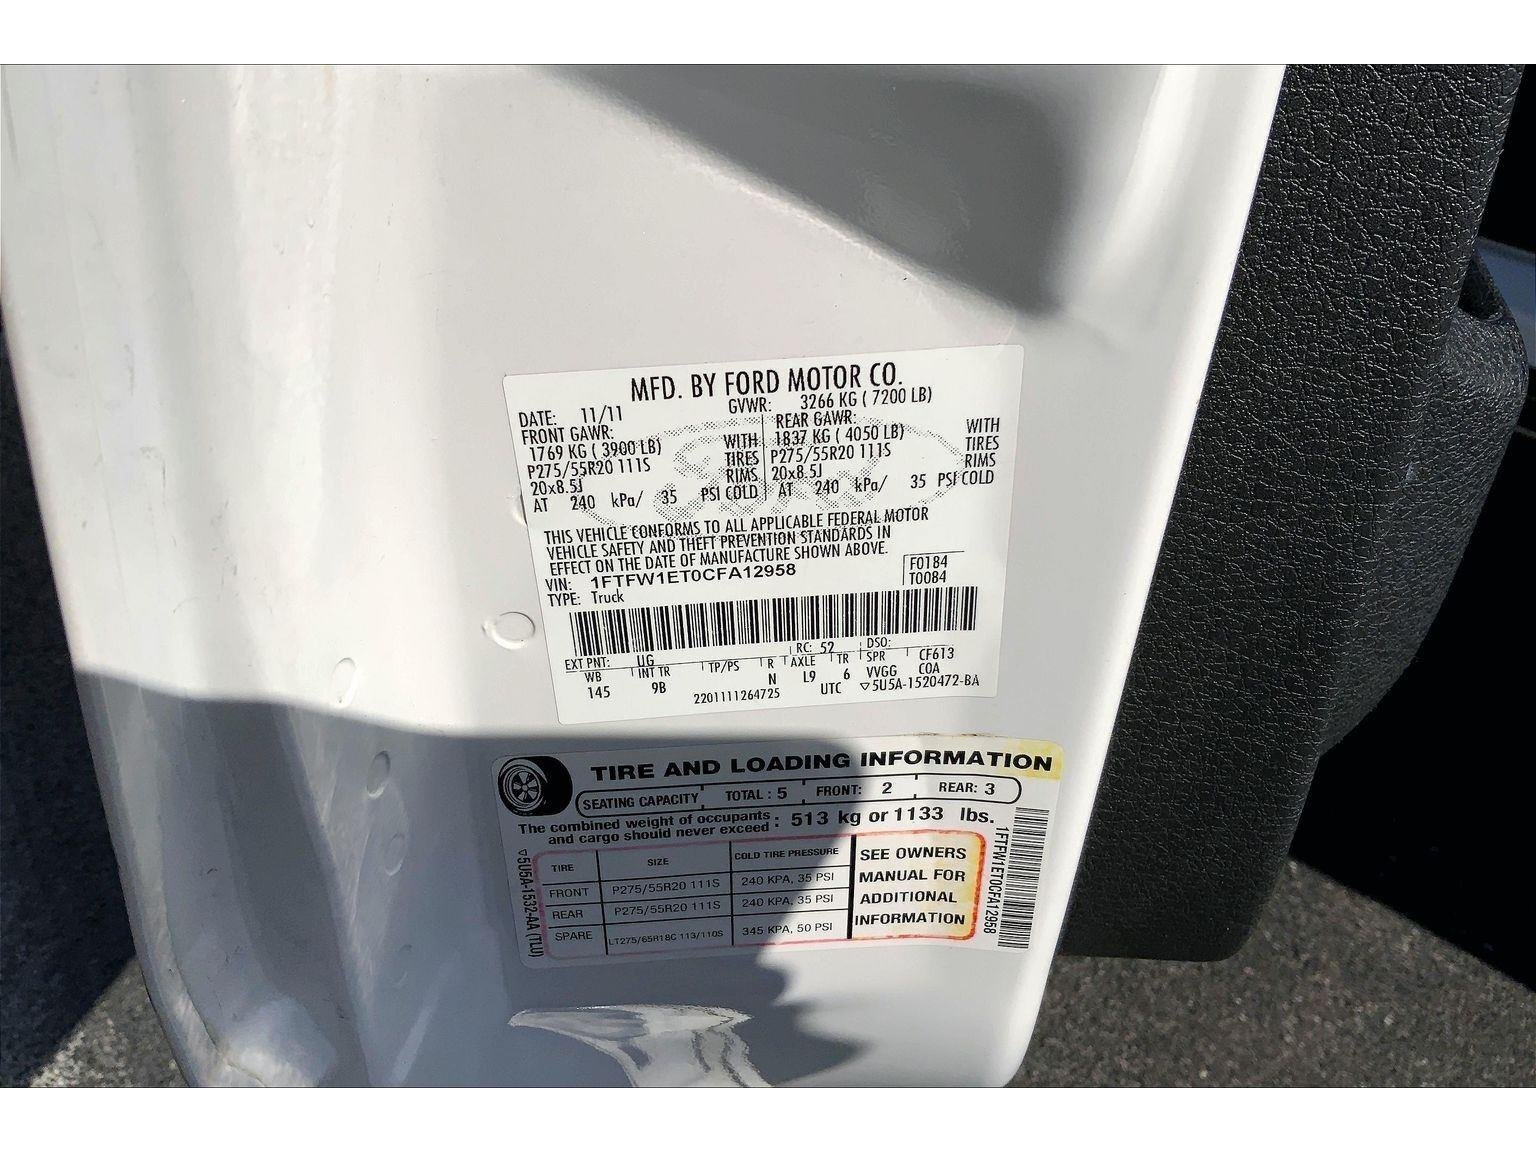 MFD. BY FORD MOTOR CO.
DATE: 11/11 GVWR: 3266 KG ( 7200 LB)
FRONT GAWR: REAR GAWR:
1769 KG ( 3900 LB) WITH 1837 KG ( 4050 LB) WITH
P275/55R20 111S TIRES P275/55R20 111S TIRES
20x8.5J RIMS 20x8.5J RIMS
AT 240 kPa/ 35 PSI COLD AT 240 kPa/ 35 PSI COLD
THIS VEHICLE CONFORMS TO ALL APPLICABLE FEDERAL MOTOR
VEHICLE SAFETY AND THEFT PREVENTION STANDARDS IN
EFFECT ON THE DATE OF MANUFACTURE SHOWN ABOVE.
VIN: 1FTFW1ET0CFA12958 F0184
TYPE: Truck T0084
EXT PNT: UG RC: 52 DSO:
WB INT TR TP/PS R AXLE TR SPR CF613
145 9B N L9 6 VVGG COA
2201111264725 UTC ▽5U5A-1520472-BA
TIRE AND LOADING INFORMATION
SEATING CAPACITY TOTAL : 5 FRONT: 2 REAR: 3
The combined weight of occupants
and cargo should never exceed : 513 kg or 1133 lbs.
TIRE SIZE COLD TIRE PRESSURE
FRONT P275/55R20 111S 240 KPA, 35 PSI
REAR P275/55R20 111S 240 KPA, 35 PSI
SPARE LT275/65R18C 113/110S 345 KPA, 50 PSI
SEE OWNERS
MANUAL FOR
ADDITIONAL
INFORMATION
▽5U5A-1532-AA (TLU)
1FTFW1ET0CFA12958